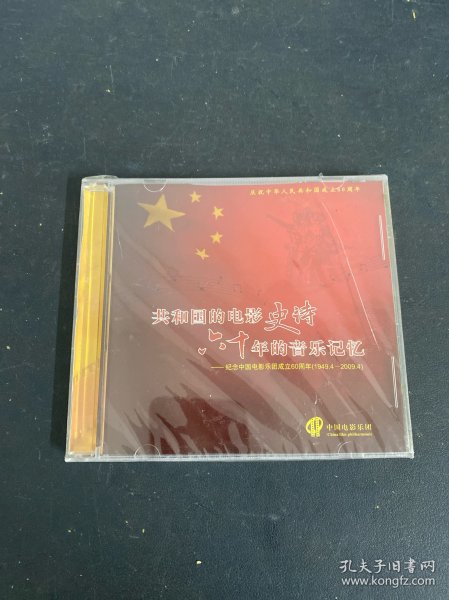 庆祝中华人民共和国成立60周年
共和国的电影史诗
六十年的音乐记忆
——纪念中国电影乐团成立60周年(1949.4—2009.4)
中国电影乐团
China film philharmonic
孔夫子旧书网
www.kongfz.com